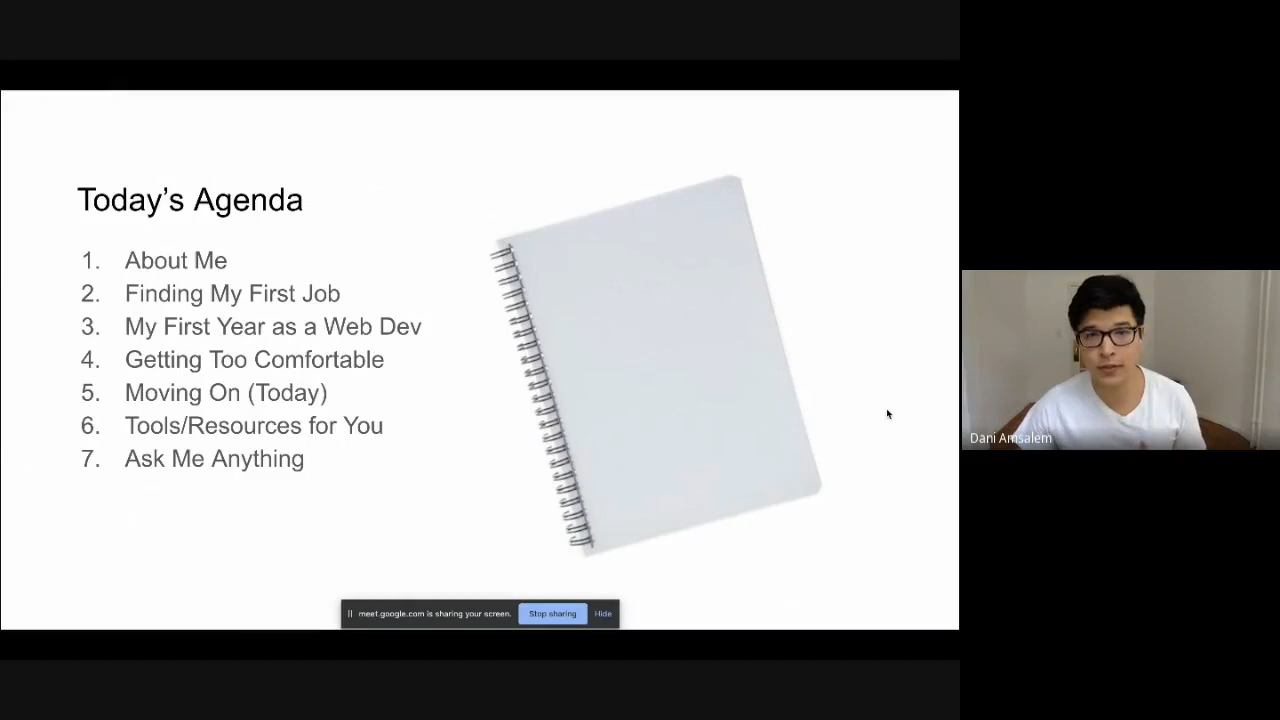 Today's Agenda
1. About Me
2. Finding My First Job
3. My First Year as a Web Dev
4. Getting Too Comfortable
5. Moving On (Today)
6. Tools/Resources for You
7. Ask Me Anything
Dani Amsalem
meet.google.com is sharing your screen. Stop sharing Hide